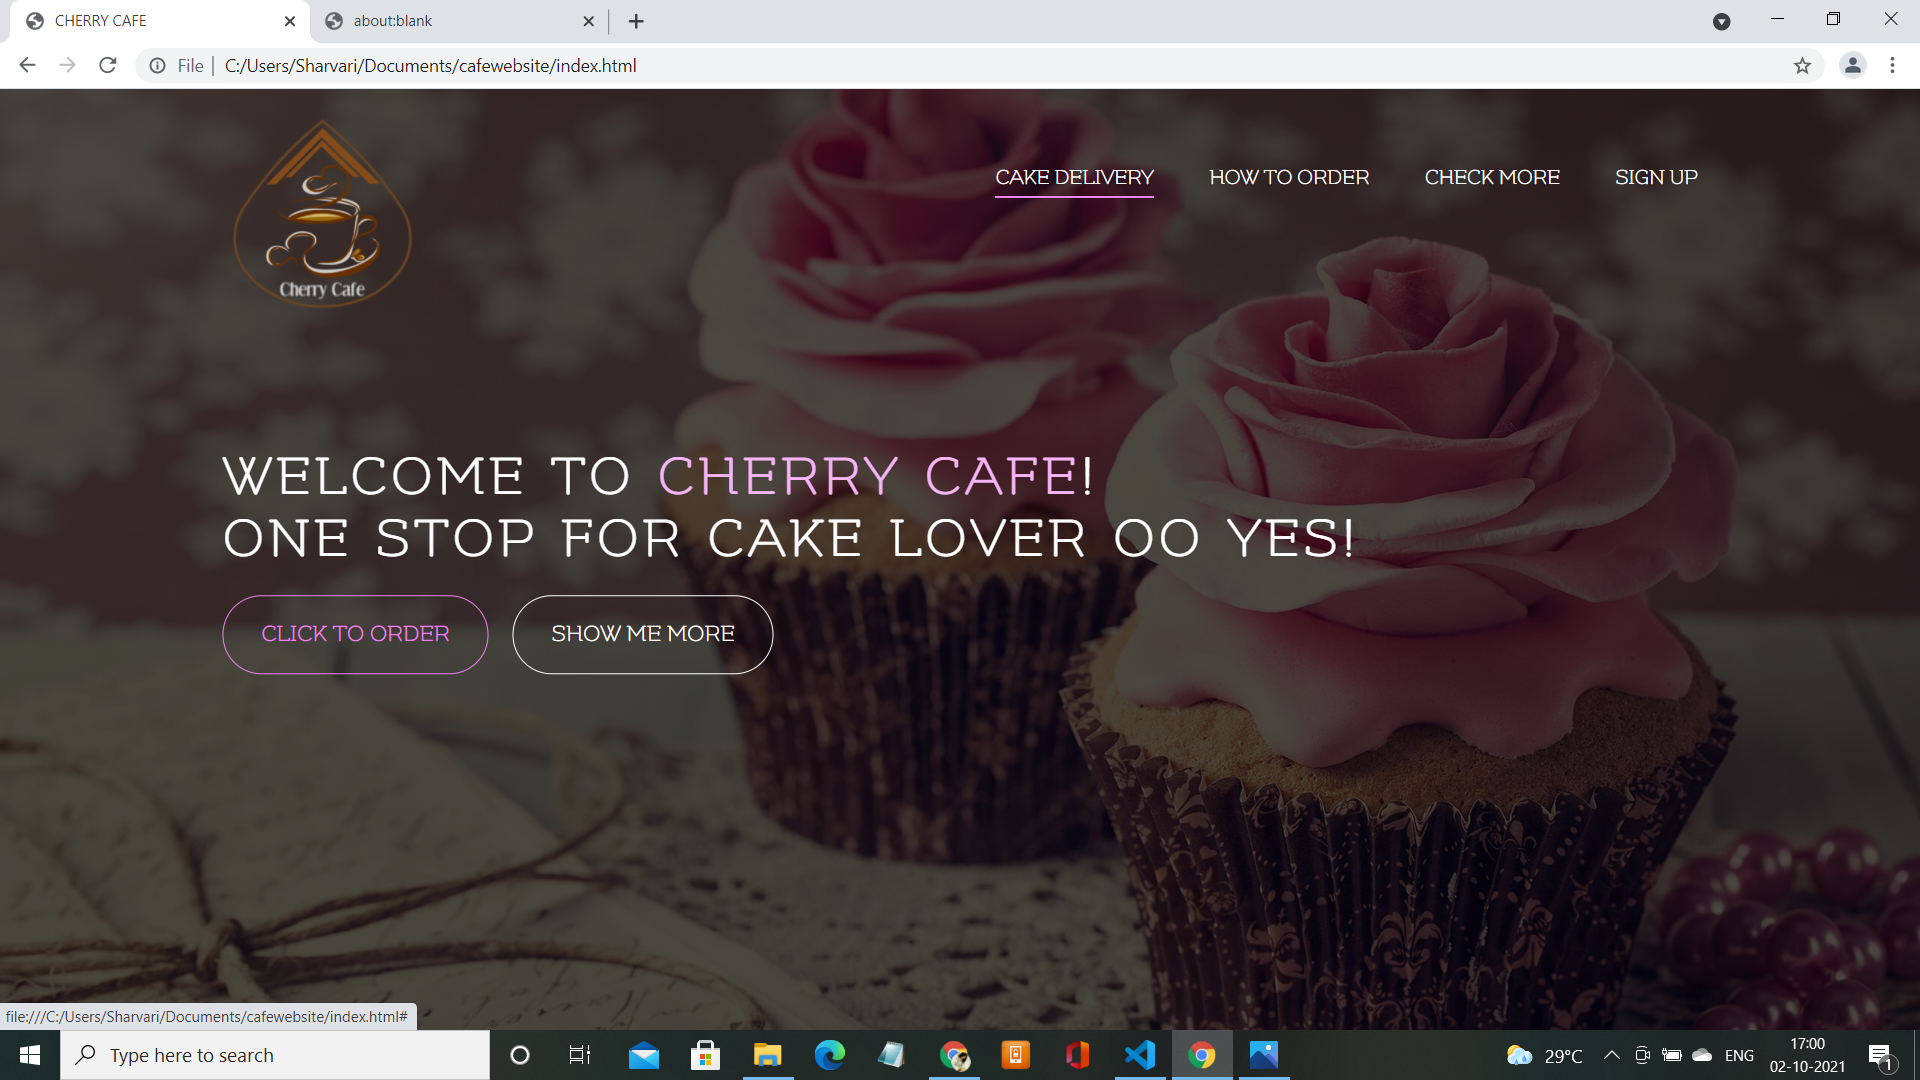 CHERRY CAFE
about:blank
File
C:/Users/Sharvari/Documents/cafewebsite/index.html
Cherry Cafe
CAKE DELIVERY
HOW TO ORDER
CHECK MORE
SIGN UP
WELCOME TO CHERRY CAFE!
ONE STOP FOR CAKE LOVER OO YES!
CLICK TO ORDER
SHOW ME MORE
file:///C:/Users/Sharvari/Documents/cafewebsite/index.html#
Type here to search
29°C
ENG
17:00
02-10-2021
1